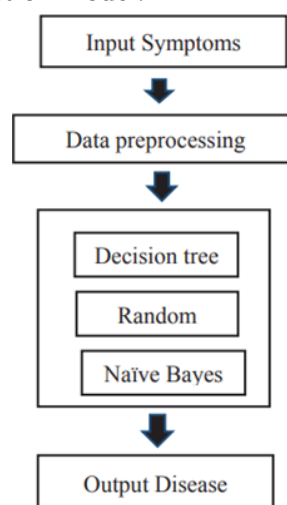 Input Symptoms
Data preprocessing
Decision tree
Random
Naïve Bayes
Output Disease